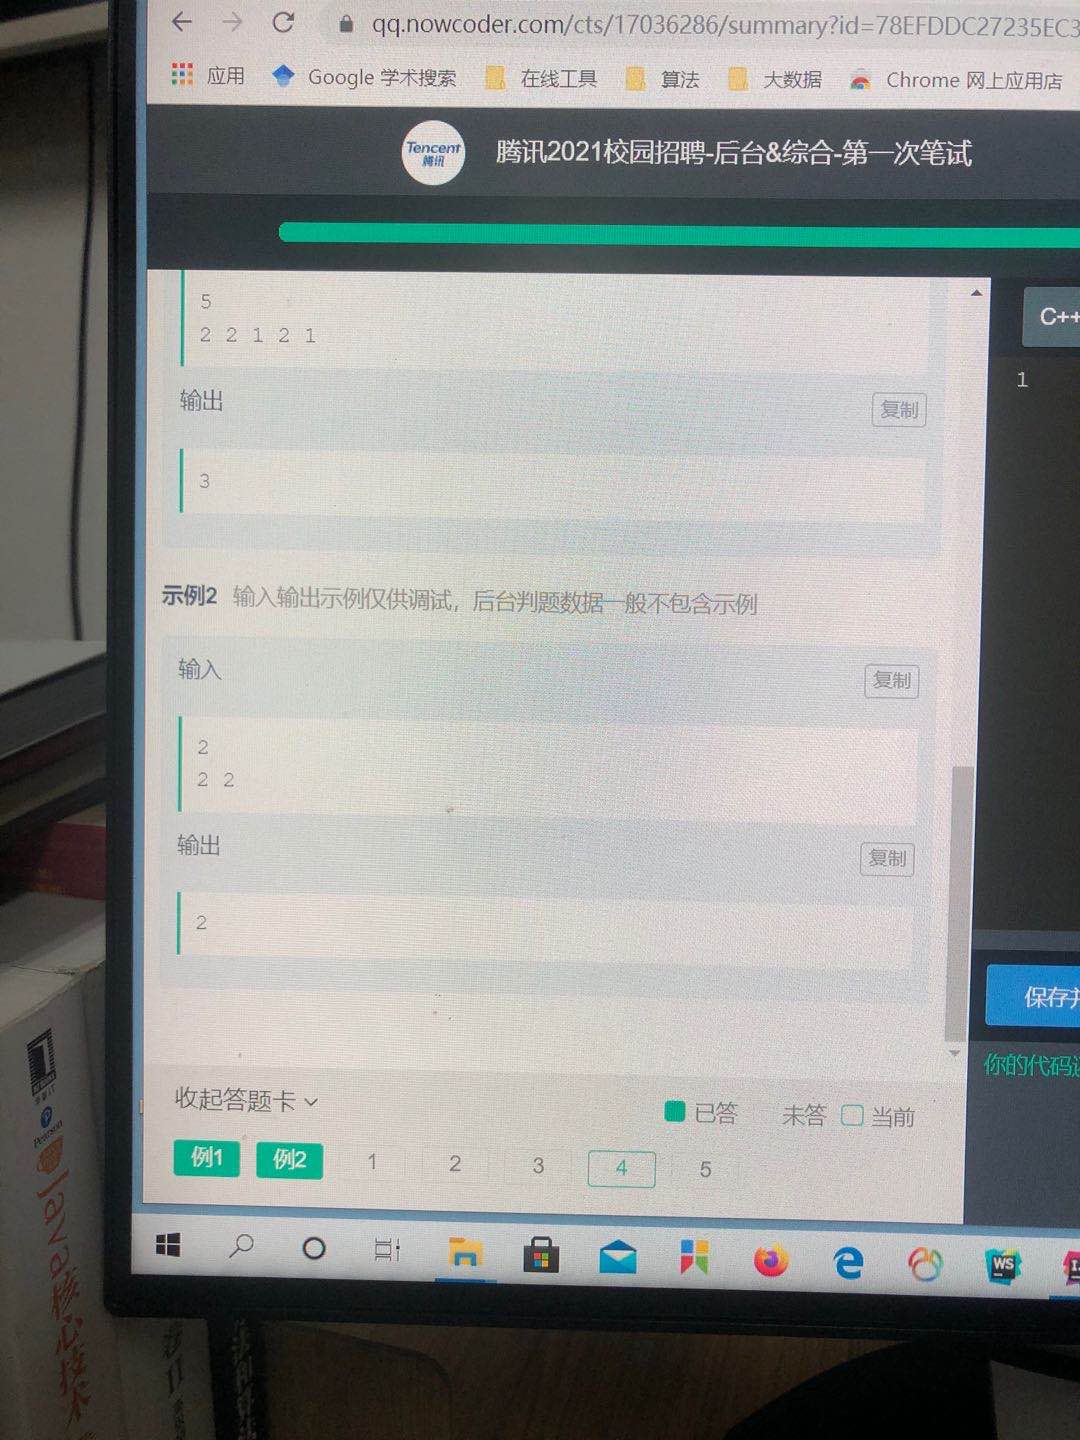 qq.nowcoder.com/cts/17036286/summary?id=78EFDDC27235EC3
应用 Google 学术搜索 在线工具 算法 大数据 Chrome 网上应用店
Tencent 腾讯 腾讯2021校园招聘-后台&综合-第一次笔试
5
2 2 1 2 1
输出 复制
3
示例2 输入输出示例仅供调试，后台判题数据一般不包含示例
输入 复制
2
2 2
输出 复制
2
收起答题卡 已答 未答 当前
例1 例2 1 2 3 4 5
C++
1
保存并
你的代码
WS
Pearson
Java核心技术